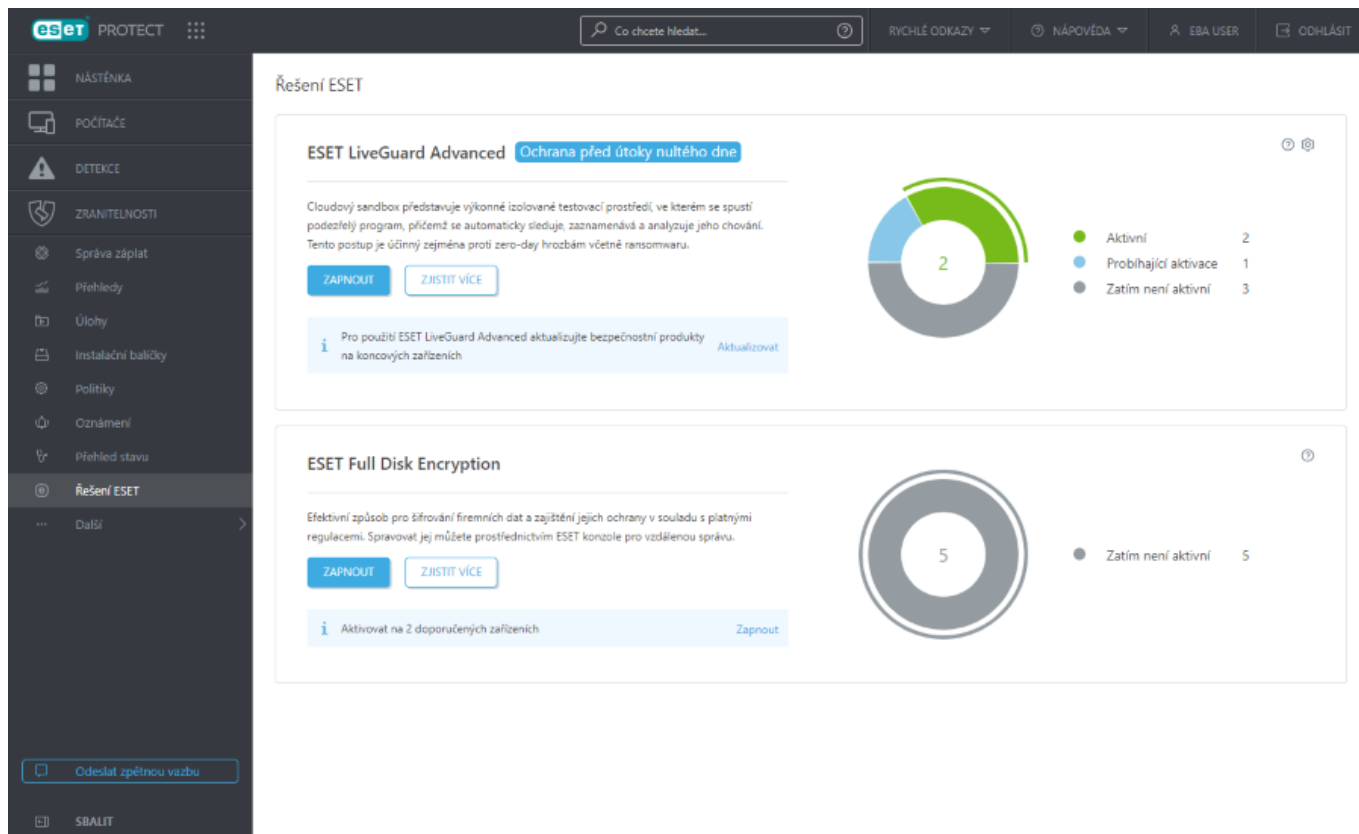 eset PROTECT
Co chcete hledat...
RYCHLÉ ODKAZY
NÁPOVĚDA
EBA USER
ODHLÁSIT
NÁSTĚNKA
POČÍTAČE
DETEKCE
ZRANITELNOSTI
Správa záplat
Přehledy
Úlohy
Instalační balíčky
Politiky
Oznámení
Přehled stavu
Řešení ESET
Další
Odeslat zpětnou vazbu
SBALIT
Řešení ESET
ESET LiveGuard Advanced Ochrana před útoky nultého dne
Cloudový sandbox představuje výkonné izolované testovací prostředí, ve kterém se spustí
podezřelý program, přičemž se automaticky sleduje, zaznamenává a analyzuje jeho chování.
Tento postup je účinný zejména proti zero-day hrozbám včetně ransomwaru.
ZAPNOUT
ZJISTIT VÍCE
Pro použití ESET LiveGuard Advanced aktualizujte bezpečnostní produkty
na koncových zařízeních
Aktualizovat
2
Aktivní 2
Probíhající aktivace 1
Zatím není aktivní 3
ESET Full Disk Encryption
Efektivní způsob pro šifrování firemních dat a zajištění jejich ochrany v souladu s platnými
regulacemi. Spravovat jej můžete prostřednictvím ESET konzole pro vzdálenou správu.
ZAPNOUT
ZJISTIT VÍCE
Aktivovat na 2 doporučených zařízeních
Zapnout
5
Zatím není aktivní 5